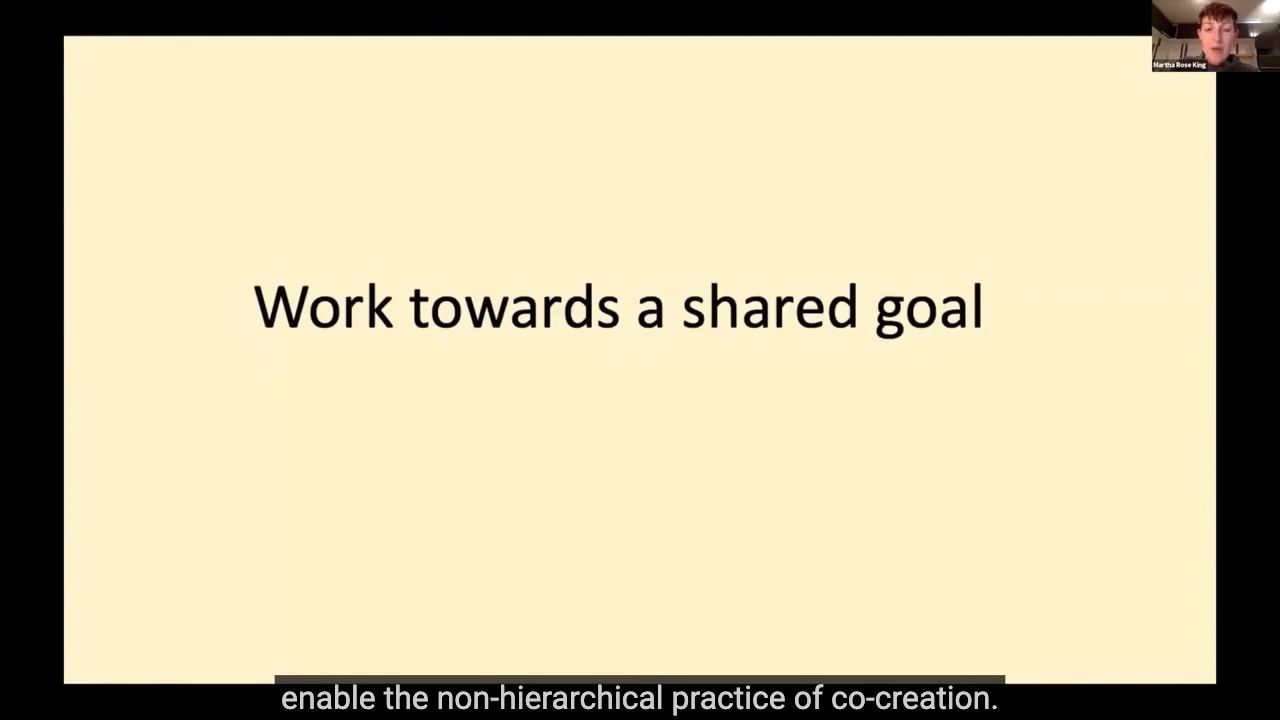 Martha Rose King
Work towards a shared goal
enable the non-hierarchical practice of co-creation.